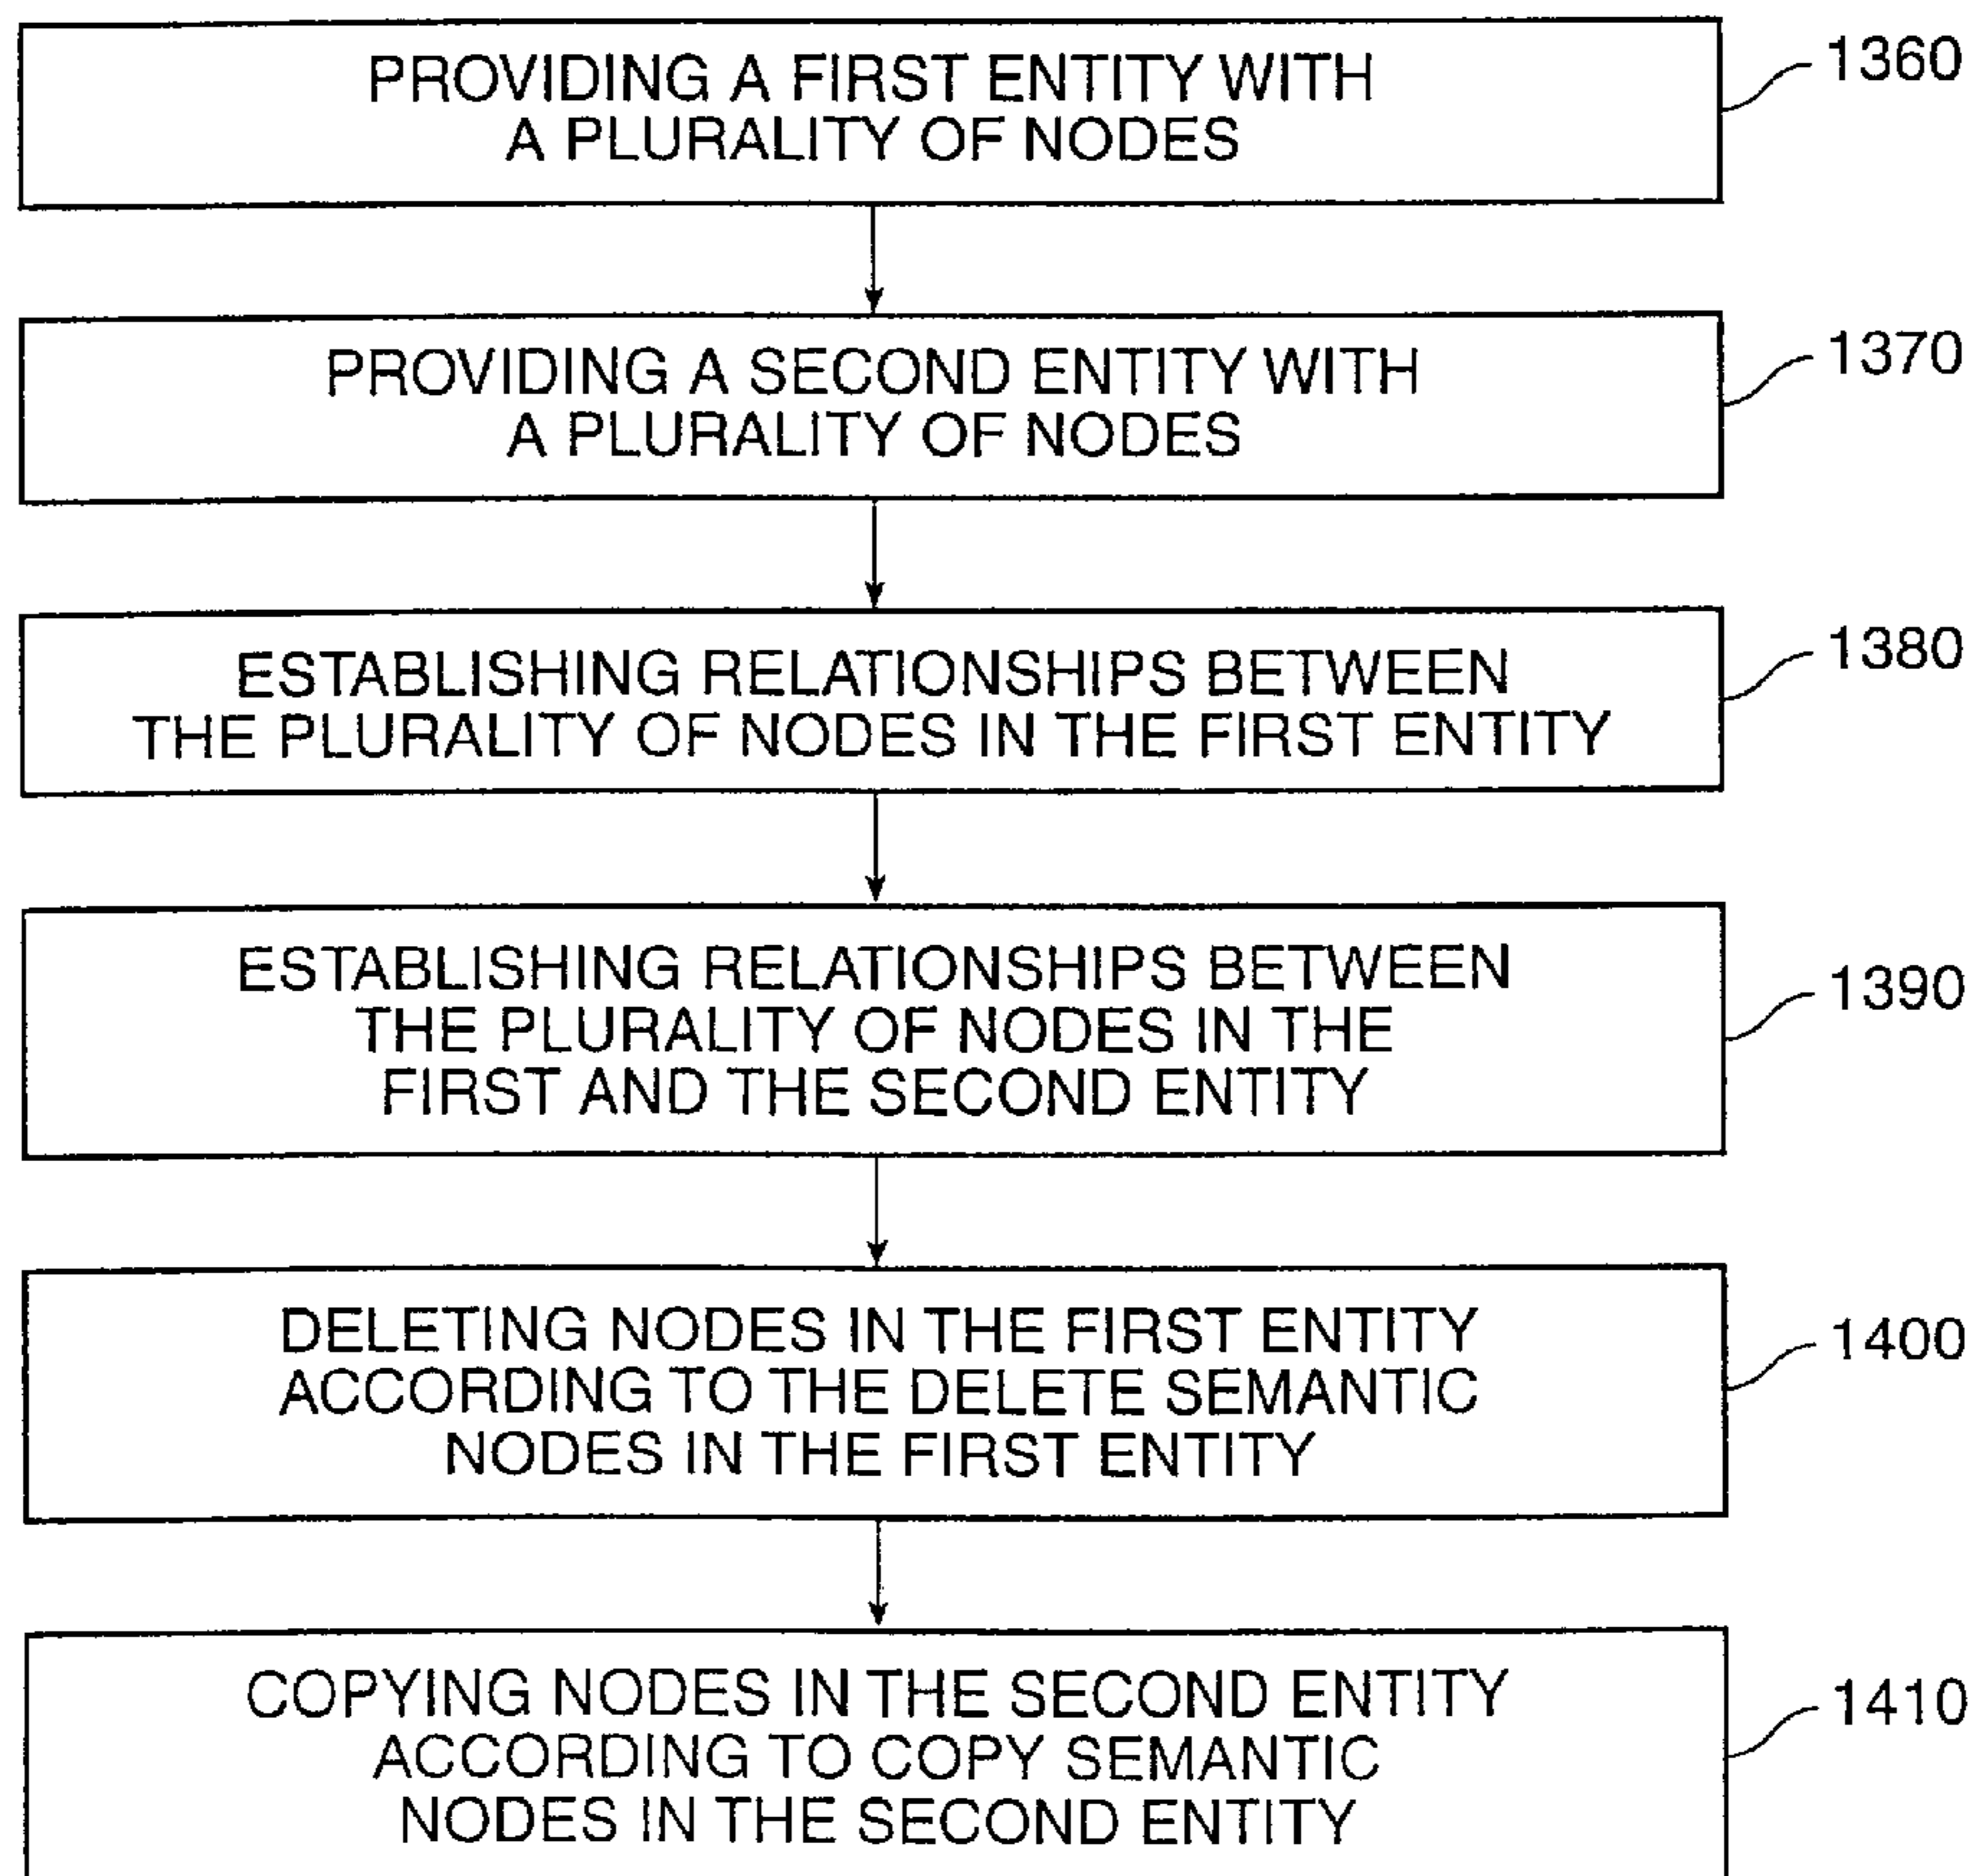 PROVIDING A FIRST ENTITY WITH
A PLURALITY OF NODES
1360
PROVIDING A SECOND ENTITY WITH
A PLURALITY OF NODES
1370
ESTABLISHING RELATIONSHIPS BETWEEN
THE PLURALITY OF NODES IN THE FIRST ENTITY
1380
ESTABLISHING RELATIONSHIPS BETWEEN
THE PLURALITY OF NODES IN THE
FIRST AND THE SECOND ENTITY
1390
DELETING NODES IN THE FIRST ENTITY
ACCORDING TO THE DELETE SEMANTIC
NODES IN THE FIRST ENTITY
1400
COPYING NODES IN THE SECOND ENTITY
ACCORDING TO COPY SEMANTIC
NODES IN THE SECOND ENTITY
1410